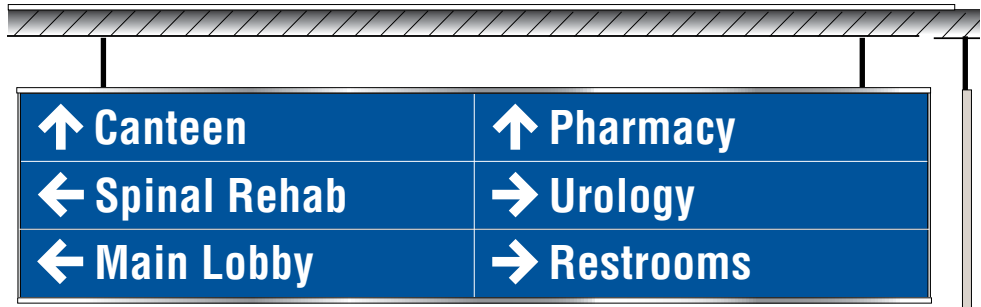 Canteen
Pharmacy
Spinal Rehab
Urology
Main Lobby
Restrooms